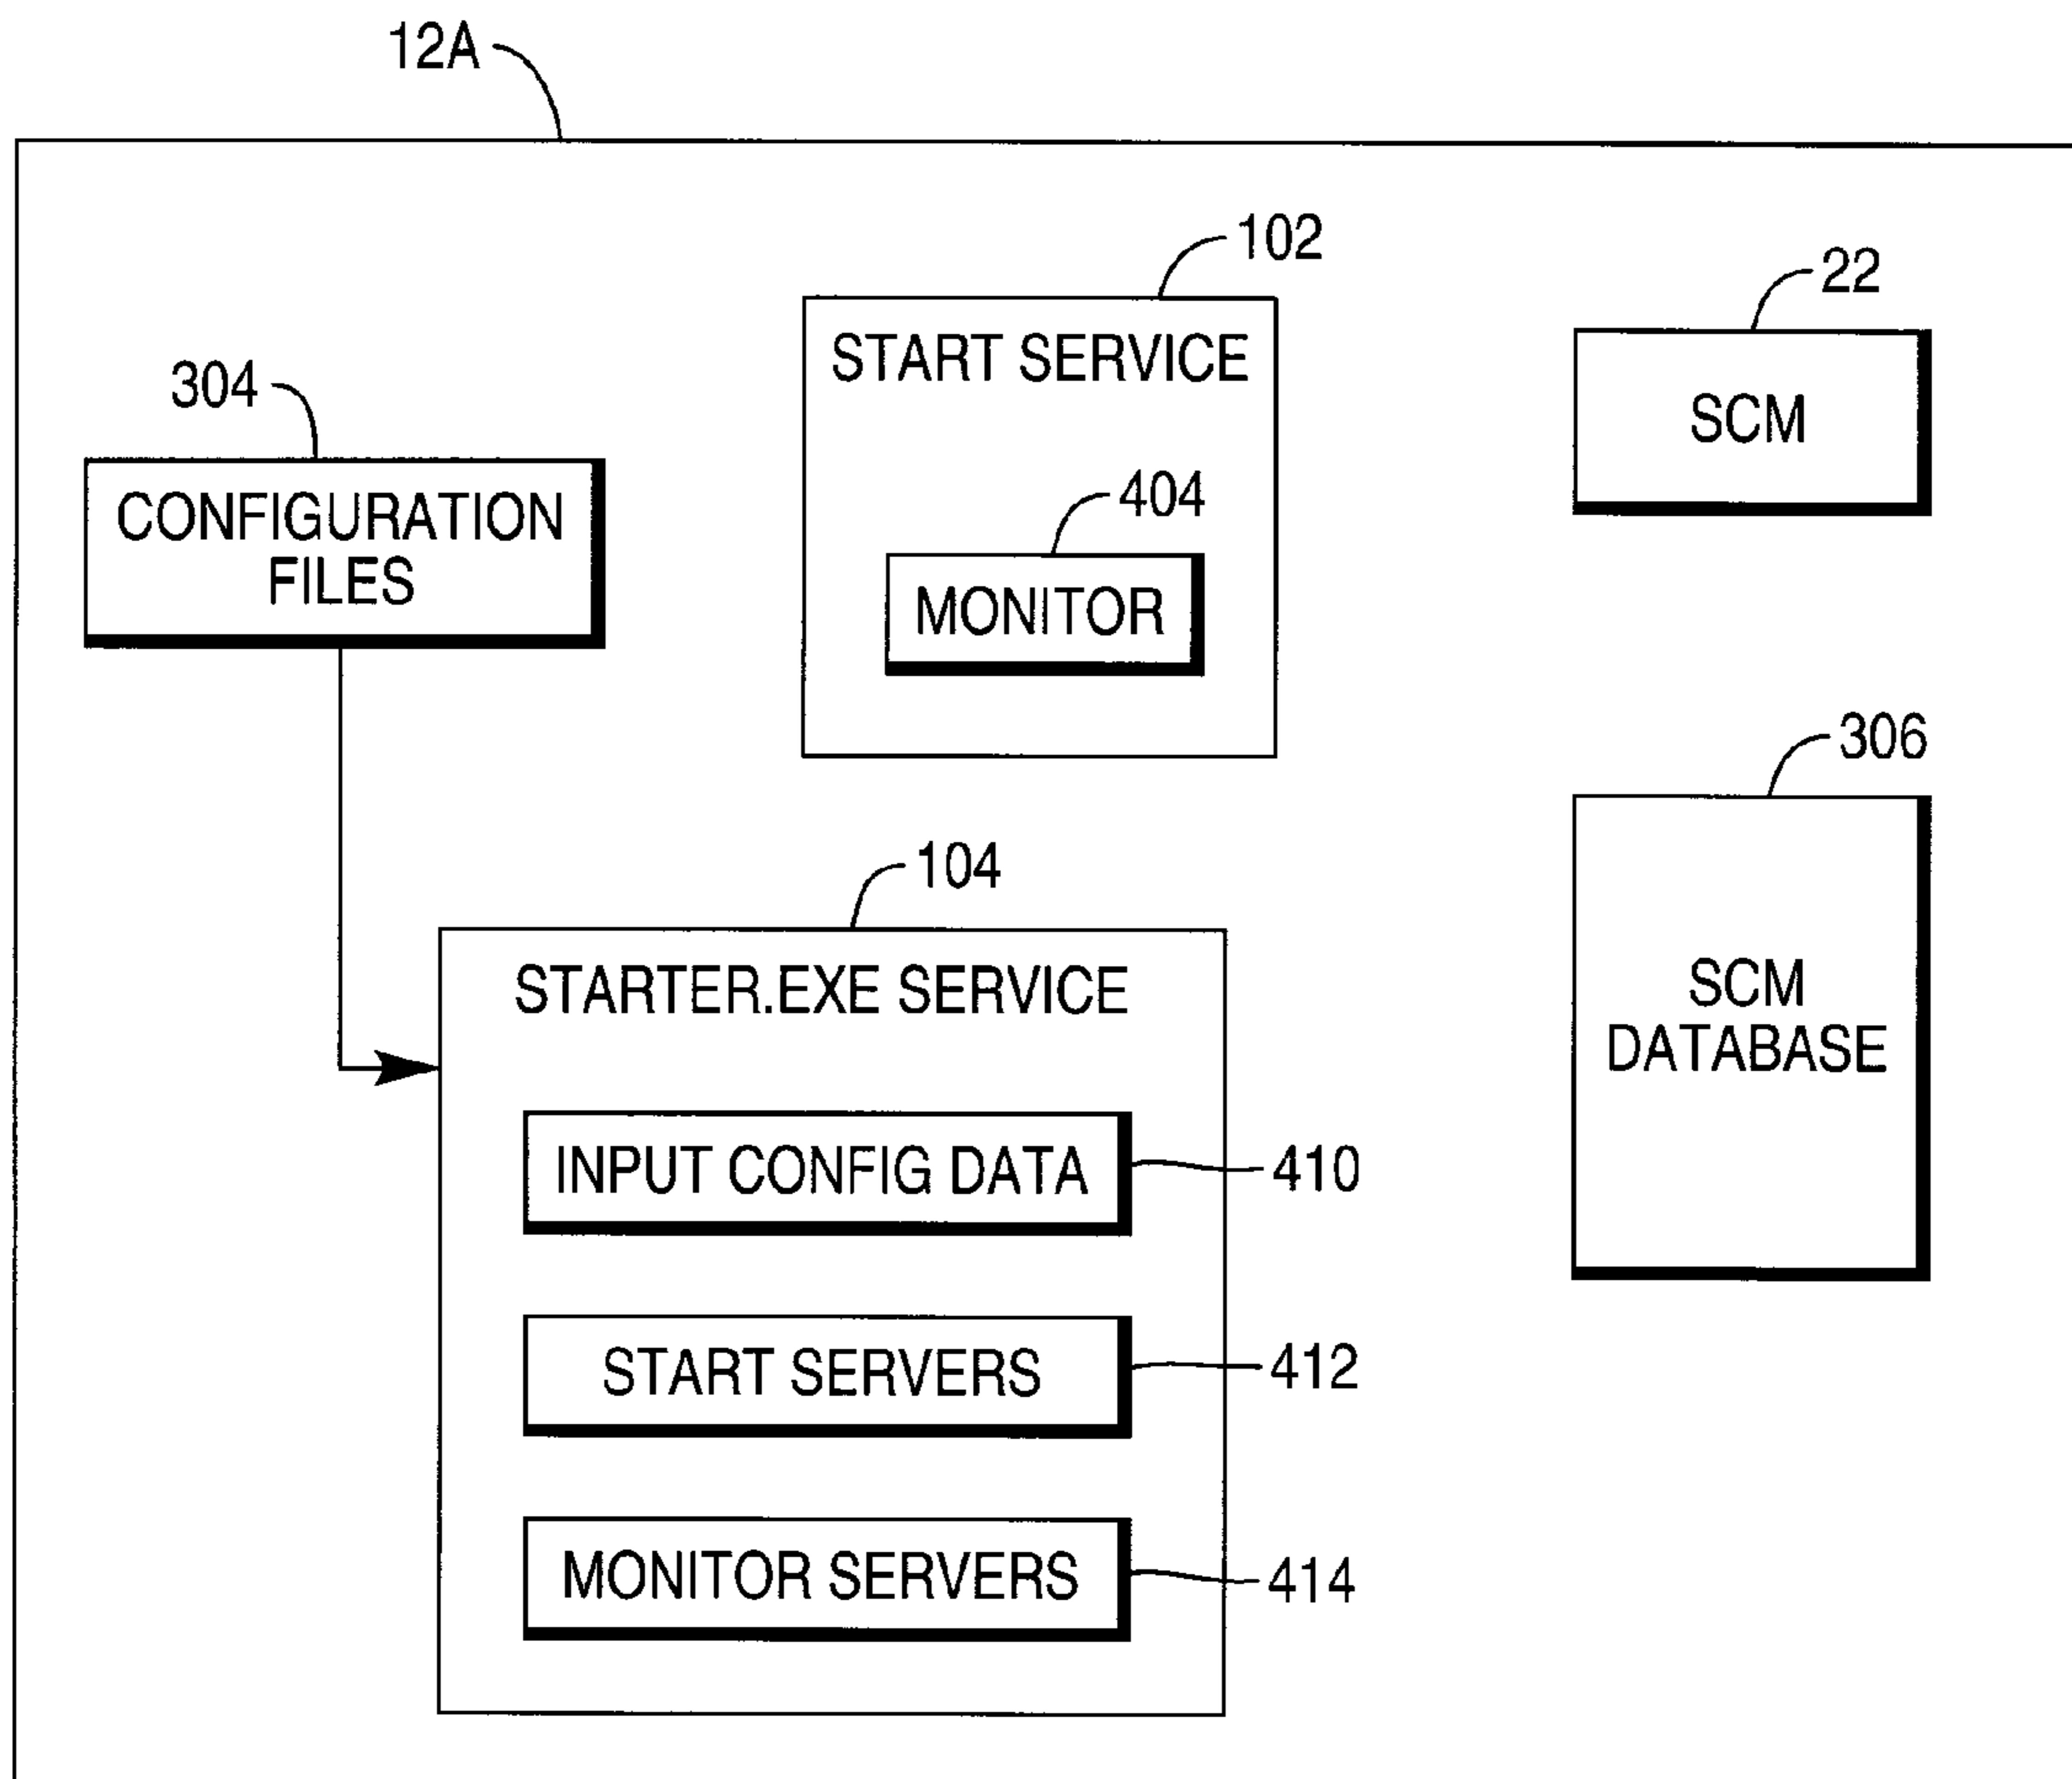 12A
102
START SERVICE
22
SCM
304
CONFIGURATION
FILES
404
MONITOR
306
SCM
DATABASE
104
STARTER.EXE SERVICE
INPUT CONFIG DATA
410
START SERVERS
412
MONITOR SERVERS
414